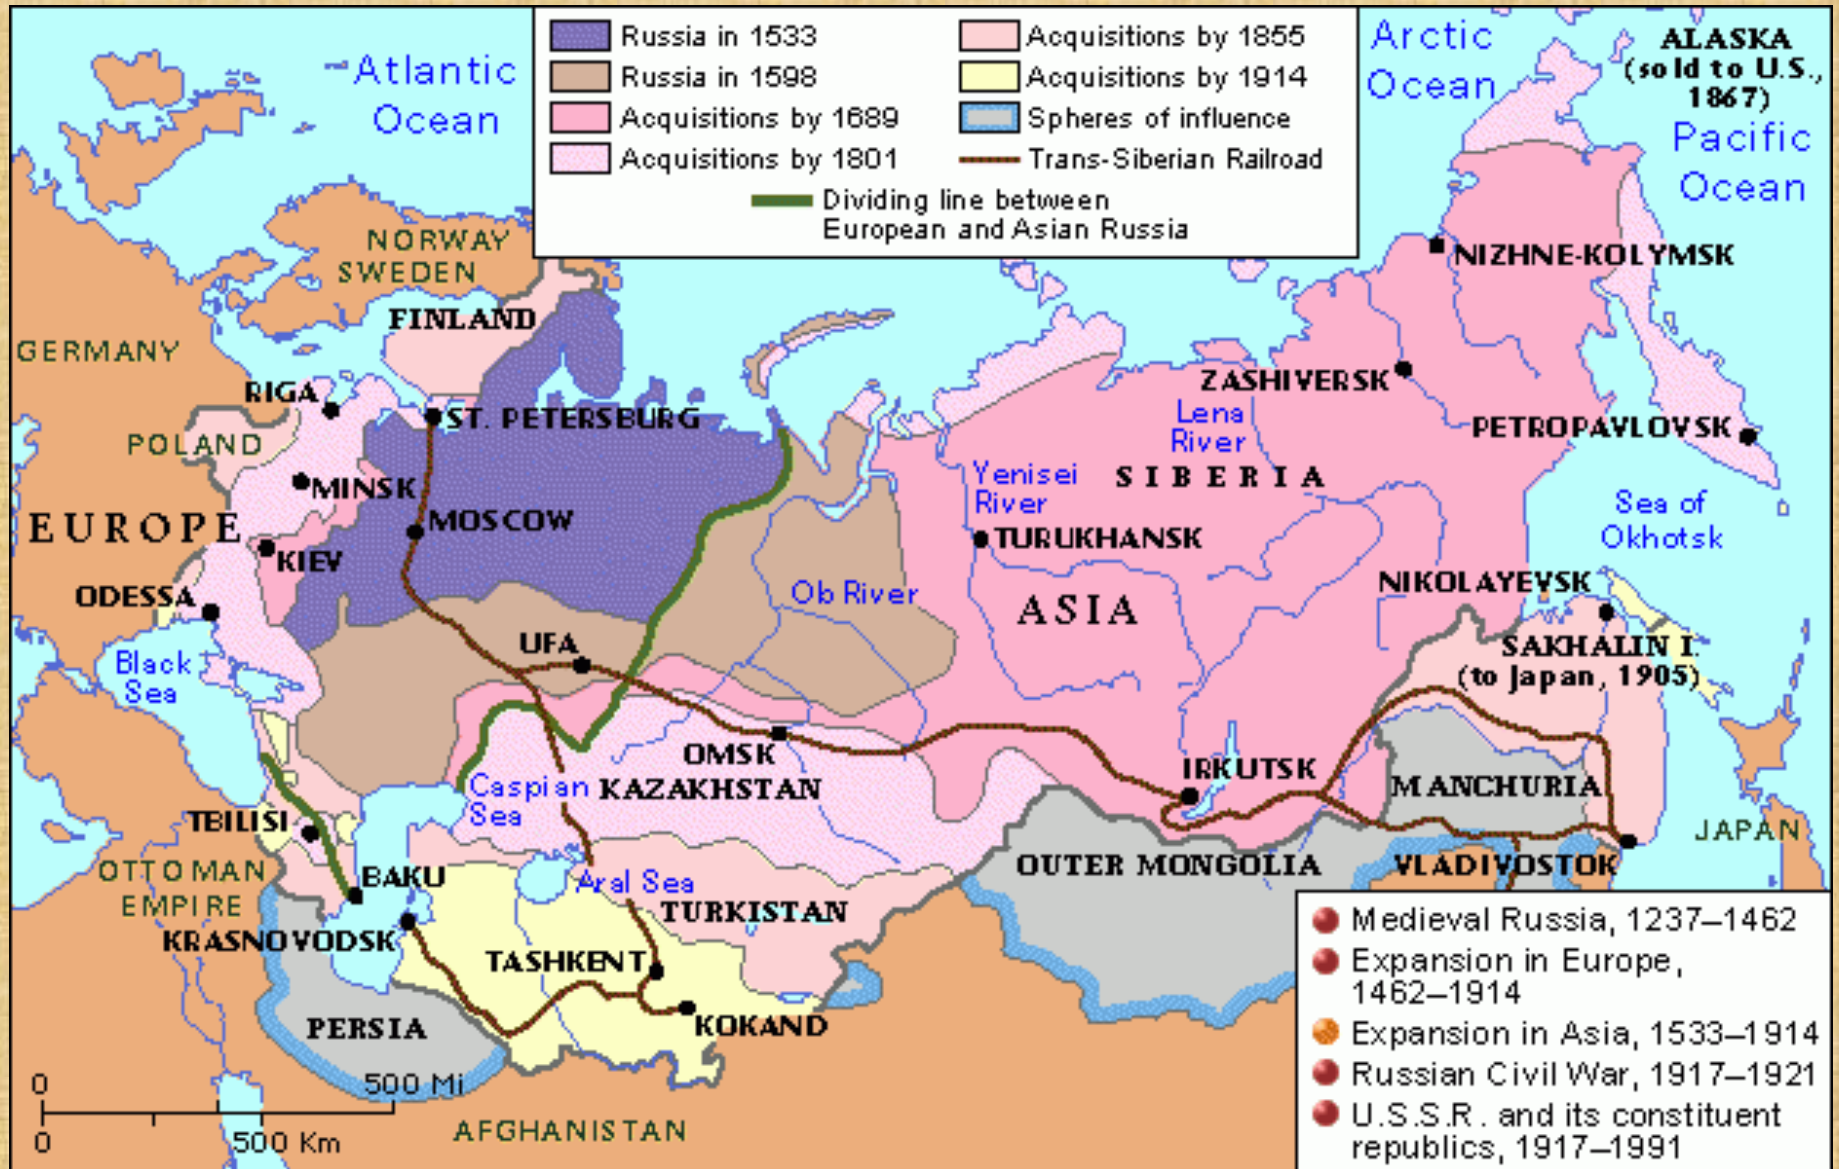 Russia in 1533
Russia in 1598
Acquisitions by 1689
Acquisitions by 1801
Acquisitions by 1855
Acquisitions by 1914
Spheres of influence
Trans-Siberian Railroad
Dividing line between
European and Asian Russia
Atlantic
Ocean
Arctic
Ocean
ALASKA
(sold to U.S.,
1867)
Pacific
Ocean
NORWAY
SWEDEN
FINLAND
GERMANY
RIGA
ST. PETERSBURG
POLAND
MINSK
MOSCOW
EUROPE
KIEV
ODESSA
Black
Sea
UFA
NIZHNE-KOLYMSK
ZASHIVERSK
Lena
River
PETROPAVLOVSK
SIBERIA
Yenisei
River
TURUKHANSK
Sea of
Okhotsk
Ob River
ASIA
NIKOLAYEVSK
SAKHALIN I.
(to Japan, 1905)
OMSK
IRKUTSK
Caspian
Sea
KAZAKHSTAN
MANCHURIA
TBILISI
JAPAN
OTTOMAN
EMPIRE
BAKU
Aral Sea
OUTER MONGOLIA
VLADIVOSTOK
TURKISTAN
KRASNOVODSK
TASHKENT
PERSIA
KOKAND
AFGHANISTAN
0
500 Mi
0
500 Km
Medieval Russia, 1237–1462
Expansion in Europe,
1462–1914
Expansion in Asia, 1533–1914
Russian Civil War, 1917–1921
U.S.S.R. and its constituent
republics, 1917–1991